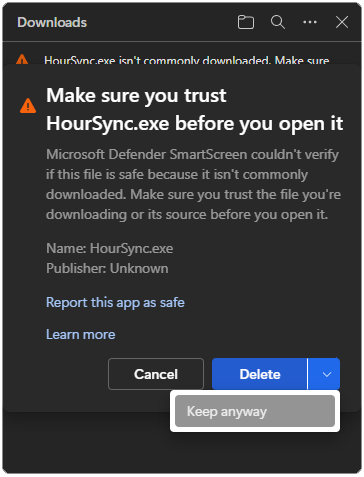 Downloads
HourSync.exe isn't commonly downloaded. Make sure
Make sure you trust
HourSync.exe before you open it
Microsoft Defender SmartScreen couldn't verify
if this file is safe because it isn't commonly
downloaded. Make sure you trust the file you're
downloading or its source before you open it.
Name: HourSync.exe
Publisher: Unknown
Report this app as safe
Learn more
Cancel
Delete
Keep anyway